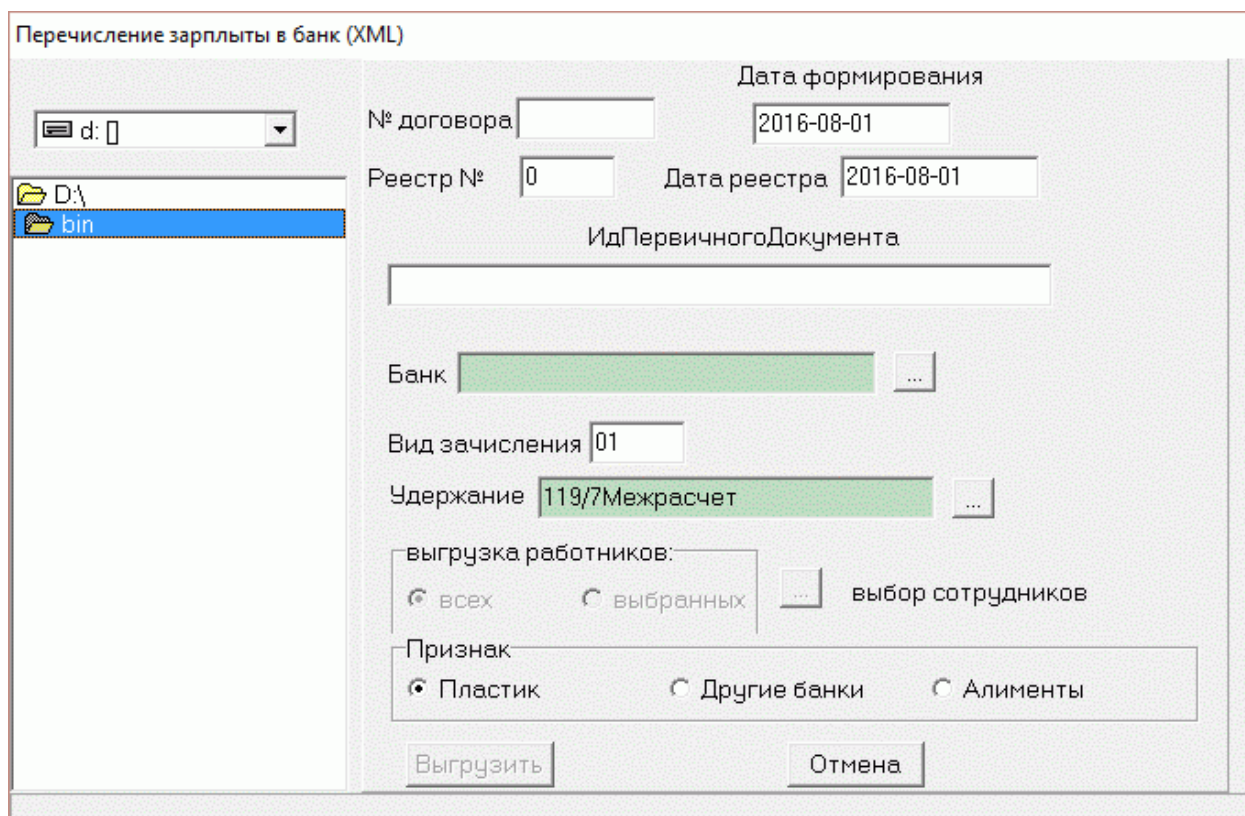 Перечисление зарплыты в банк (XML)
d: []
D:\
bin
Дата формирования
№ договора
2016-08-01
Реестр № 0 Дата реестра 2016-08-01
ИдПервичногоДокумента
Банк ...
Вид зачисления 01
Удержание 119/7Межрасчет ...
выгрузка работников:
всех выбранных ... выбор сотрудников
Признак
Пластик Другие банки Алименты
Выгрузить Отмена